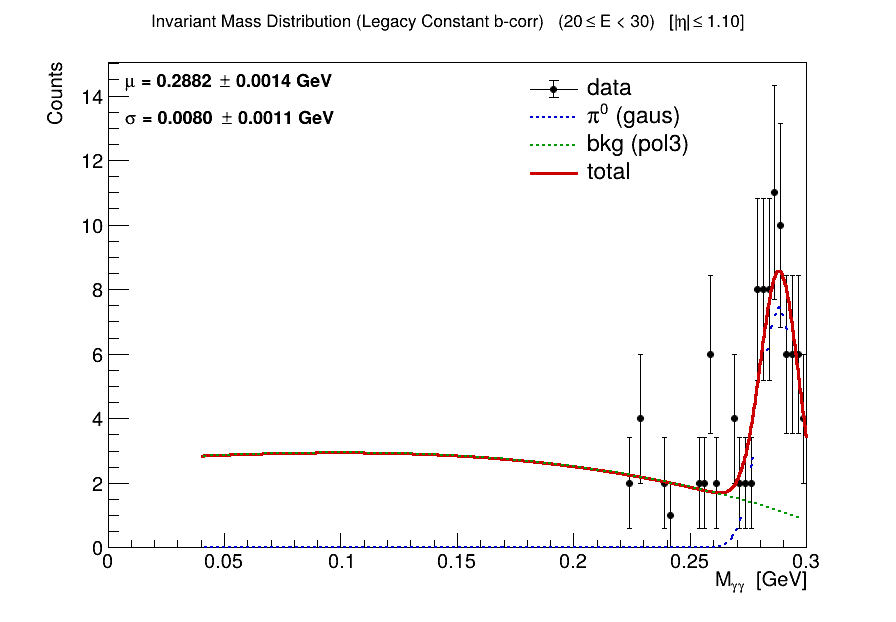 Invariant Mass Distribution (Legacy Constant b-corr) (20 ≤ E < 30) [|η| ≤ 1.10]
Counts
μ = 0.2882 ± 0.0014 GeV
σ = 0.0080 ± 0.0011 GeV
data
π⁰ (gaus)
bkg (pol3)
total
14
12
10
8
6
4
2
0
0 0.05 0.1 0.15 0.2 0.25 0.3
Mγγ [GeV]